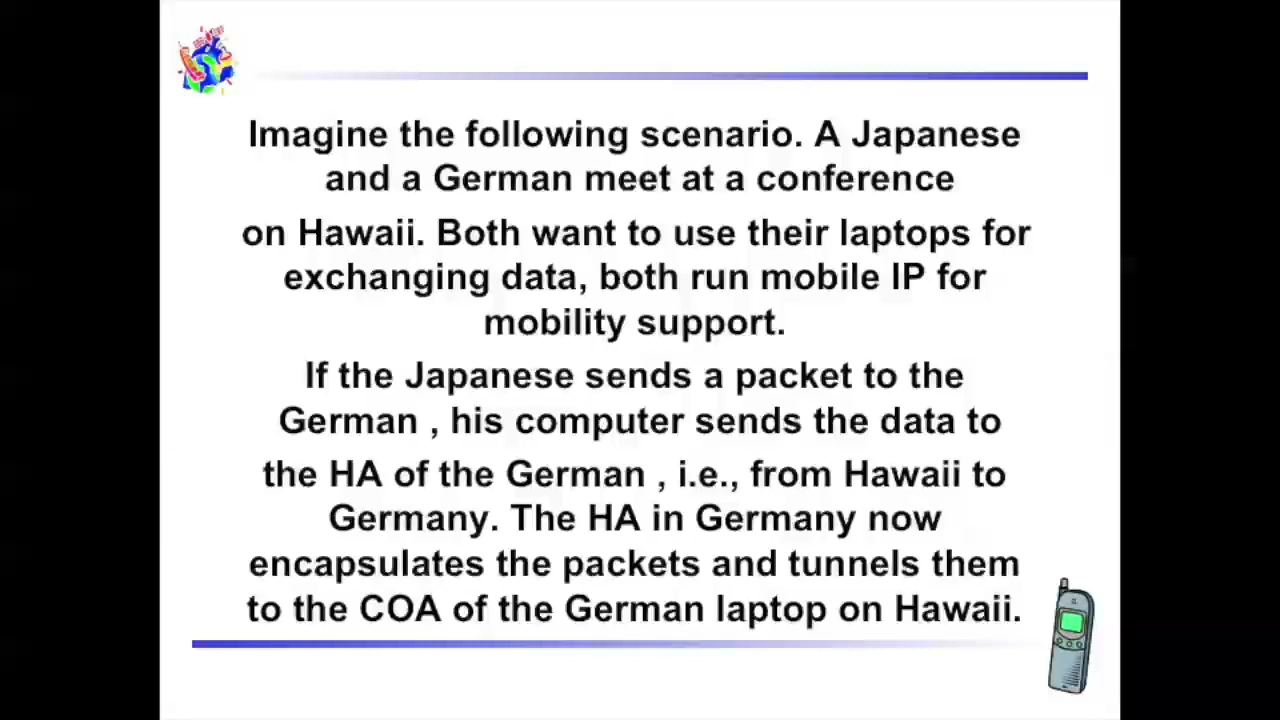 Imagine the following scenario. A Japanese
and a German meet at a conference
on Hawaii. Both want to use their laptops for
exchanging data, both run mobile IP for
mobility support.
If the Japanese sends a packet to the
German , his computer sends the data to
the HA of the German , i.e., from Hawaii to
Germany. The HA in Germany now
encapsulates the packets and tunnels them
to the COA of the German laptop on Hawaii.